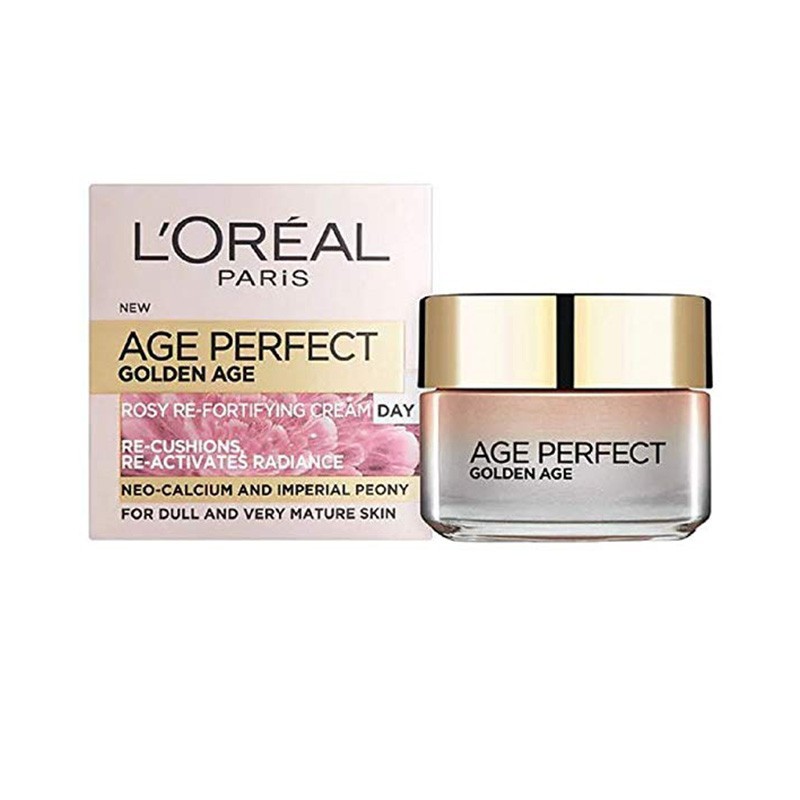 L'ORÉAL
PARiS
NEW
AGE PERFECT
GOLDEN AGE
ROSY RE-FORTIFYING CREAM DAY
RE-CUSHIONS,
RE-ACTIVATES RADIANCE
NEO-CALCIUM AND IMPERIAL PEONY
FOR DULL AND VERY MATURE SKIN
AGE PERFECT
GOLDEN AGE